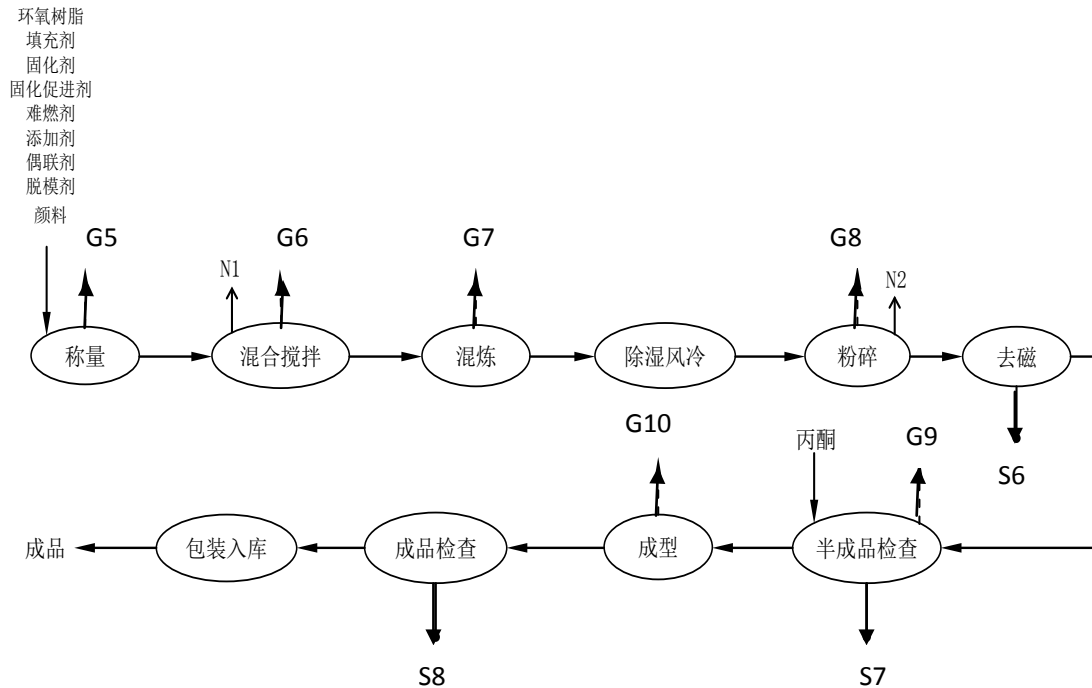 环氧树脂
填充剂
固化剂
固化促进剂
难燃剂
添加剂
偶联剂
脱模剂
颜料
G5
G6
G7
G8
N1
N2
称量
混合搅拌
混炼
除湿风冷
粉碎
去磁
S6
G10
丙酮
G9
成品
包装入库
成品检查
成型
半成品检查
S8
S7